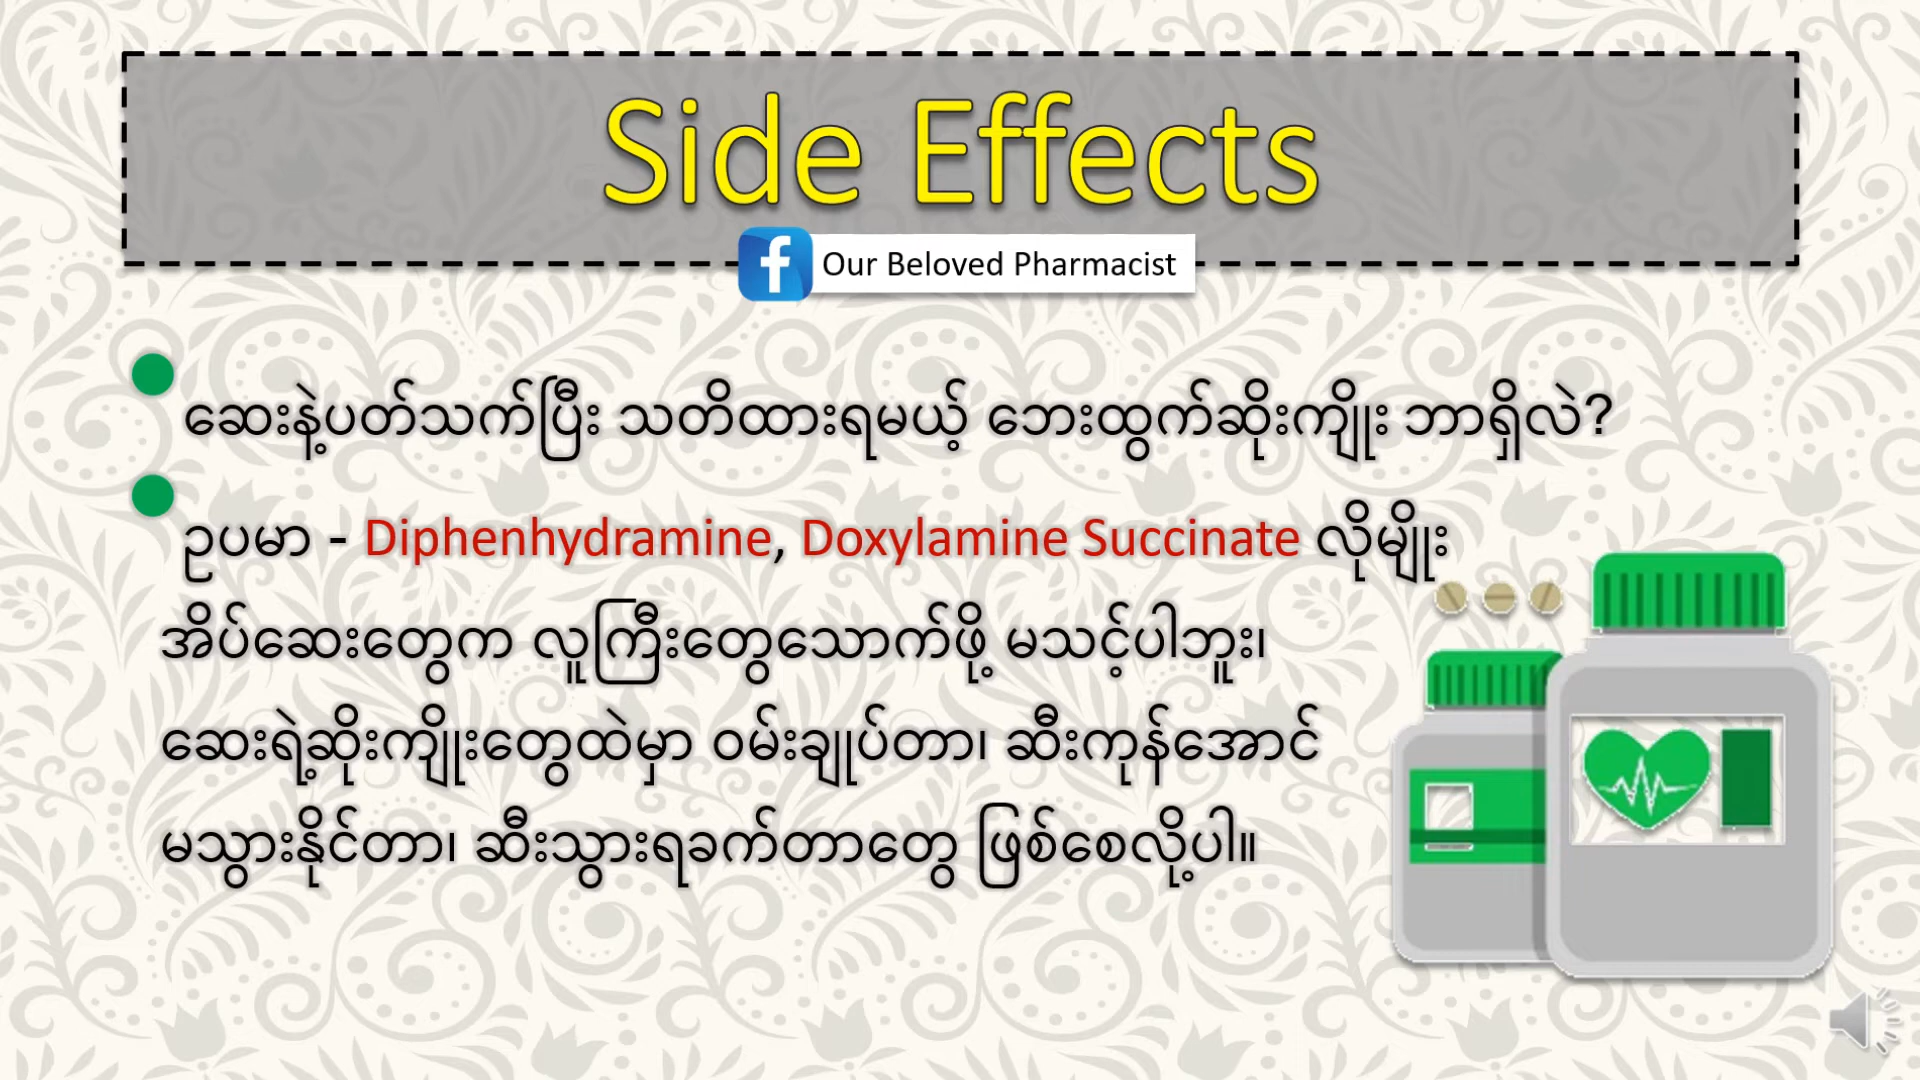 Side Effects
Our Beloved Pharmacist
ဆေးနဲ့ပတ်သက်ပြီး သတိထားရမယ့် ဘေးထွက်ဆိုးကျိုး ဘာရှိလဲ?
ဥပမာ - Diphenhydramine, Doxylamine Succinate လိုမျိုး
အိပ်ဆေးတွေက လူကြီးတွေသောက်ဖို့ မသင့်ပါဘူး၊
ဆေးရဲ့ဆိုးကျိုးတွေထဲမှာ ဝမ်းချုပ်တာ၊ ဆီးကုန်အောင်
မသွားနိုင်တာ၊ ဆီးသွားရခက်တာတွေ ဖြစ်စေလို့ပါ။